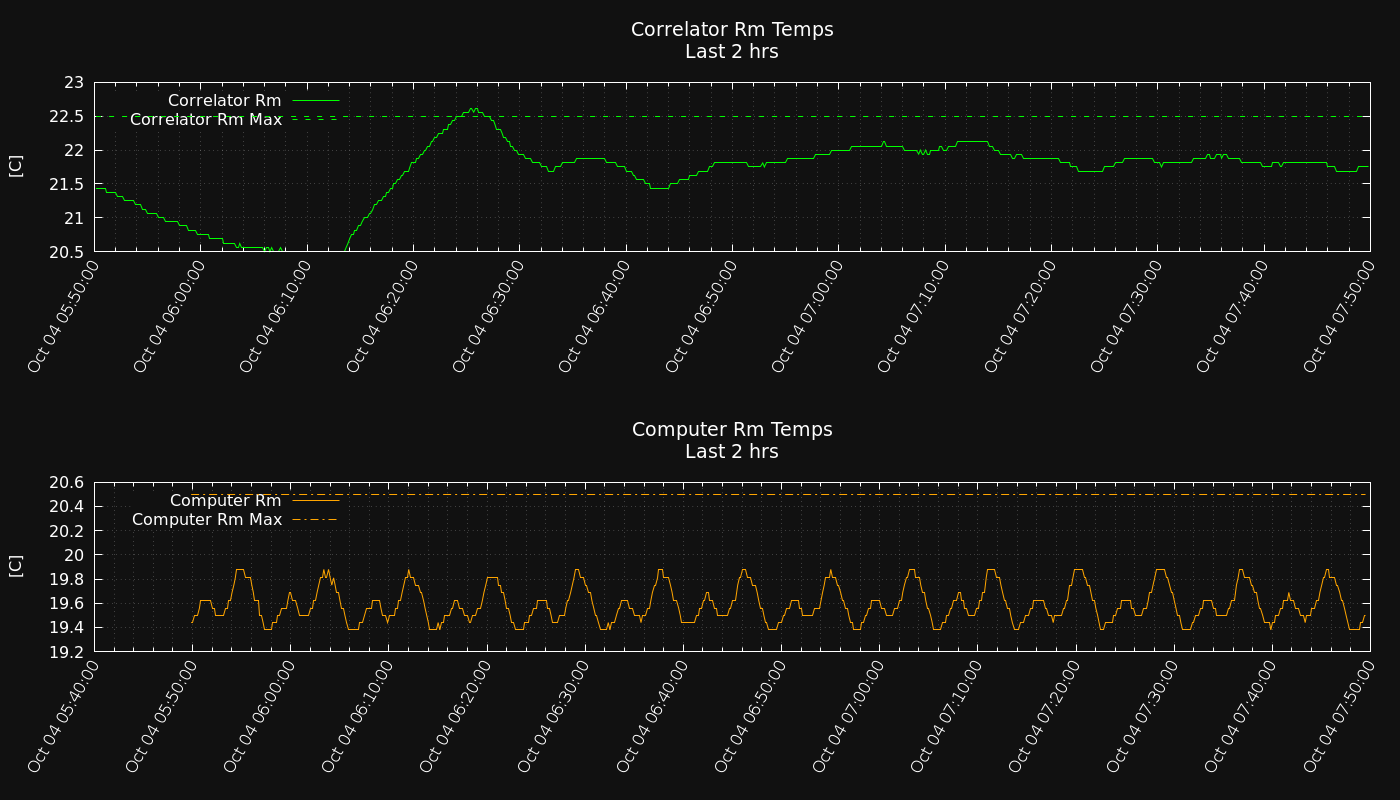 Correlator Rm Temps
Last 2 hrs
23
22.5
22
21.5
21
20.5
[C]
Correlator Rm
Correlator Rm Max
Oct 04 05:50:00
Oct 04 06:00:00
Oct 04 06:10:00
Oct 04 06:20:00
Oct 04 06:30:00
Oct 04 06:40:00
Oct 04 06:50:00
Oct 04 07:00:00
Oct 04 07:10:00
Oct 04 07:20:00
Oct 04 07:30:00
Oct 04 07:40:00
Oct 04 07:50:00
Computer Rm Temps
Last 2 hrs
20.6
20.4
20.2
20
19.8
19.6
19.4
19.2
[C]
Computer Rm
Computer Rm Max
Oct 04 05:40:00
Oct 04 05:50:00
Oct 04 06:00:00
Oct 04 06:10:00
Oct 04 06:20:00
Oct 04 06:30:00
Oct 04 06:40:00
Oct 04 06:50:00
Oct 04 07:00:00
Oct 04 07:10:00
Oct 04 07:20:00
Oct 04 07:30:00
Oct 04 07:40:00
Oct 04 07:50:00